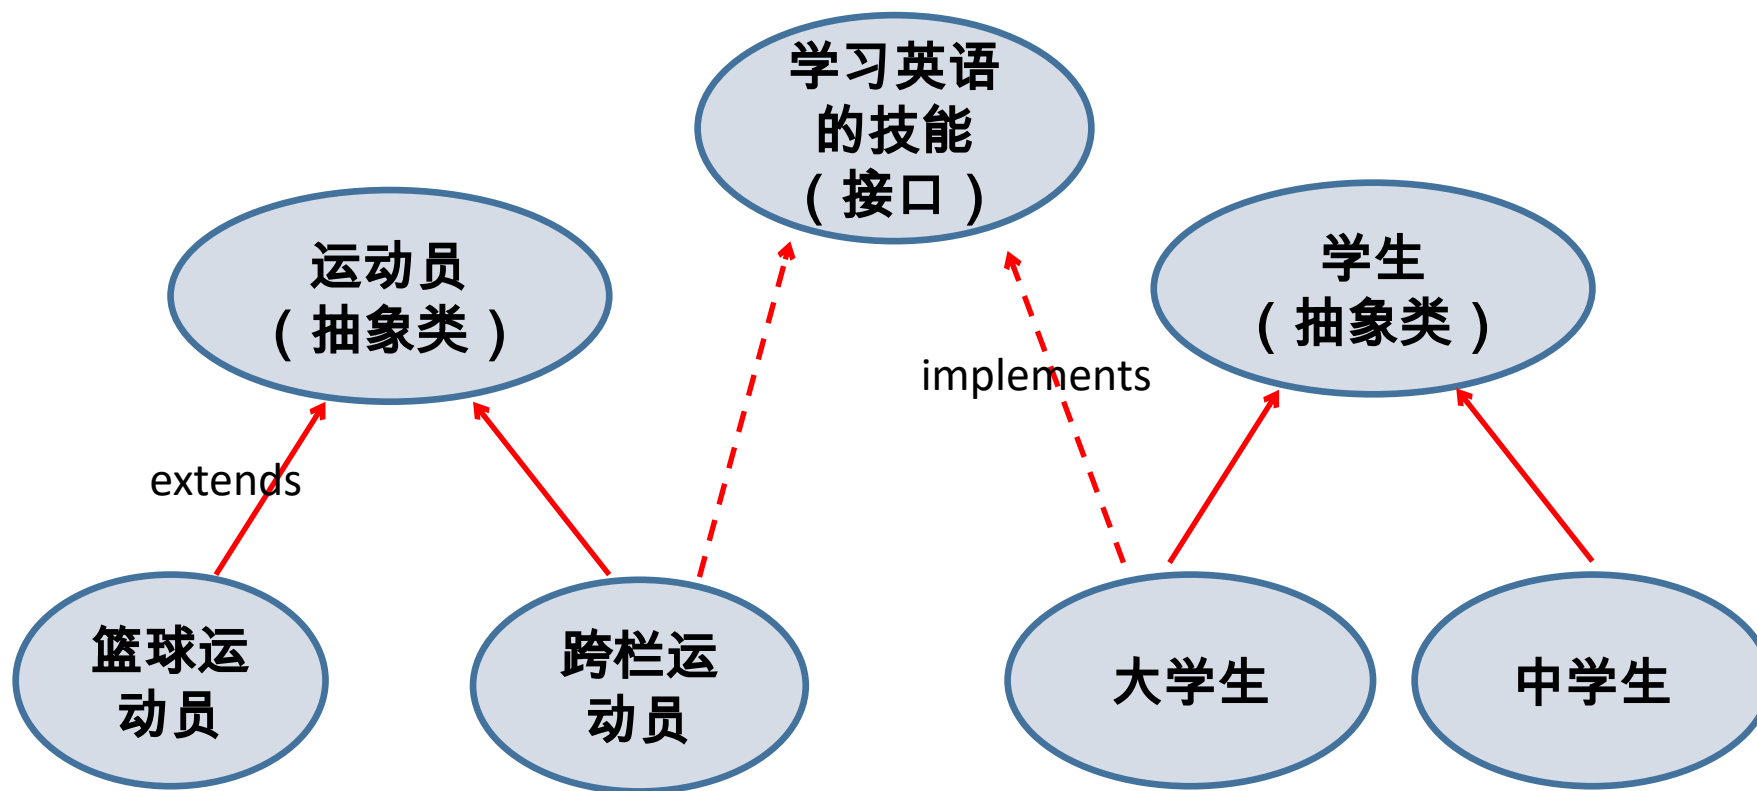 学习英语
的技能
（接口）
运动员
（抽象类）
学生
（抽象类）
implements
extends
篮球运
动员
跨栏运
动员
大学生
中学生